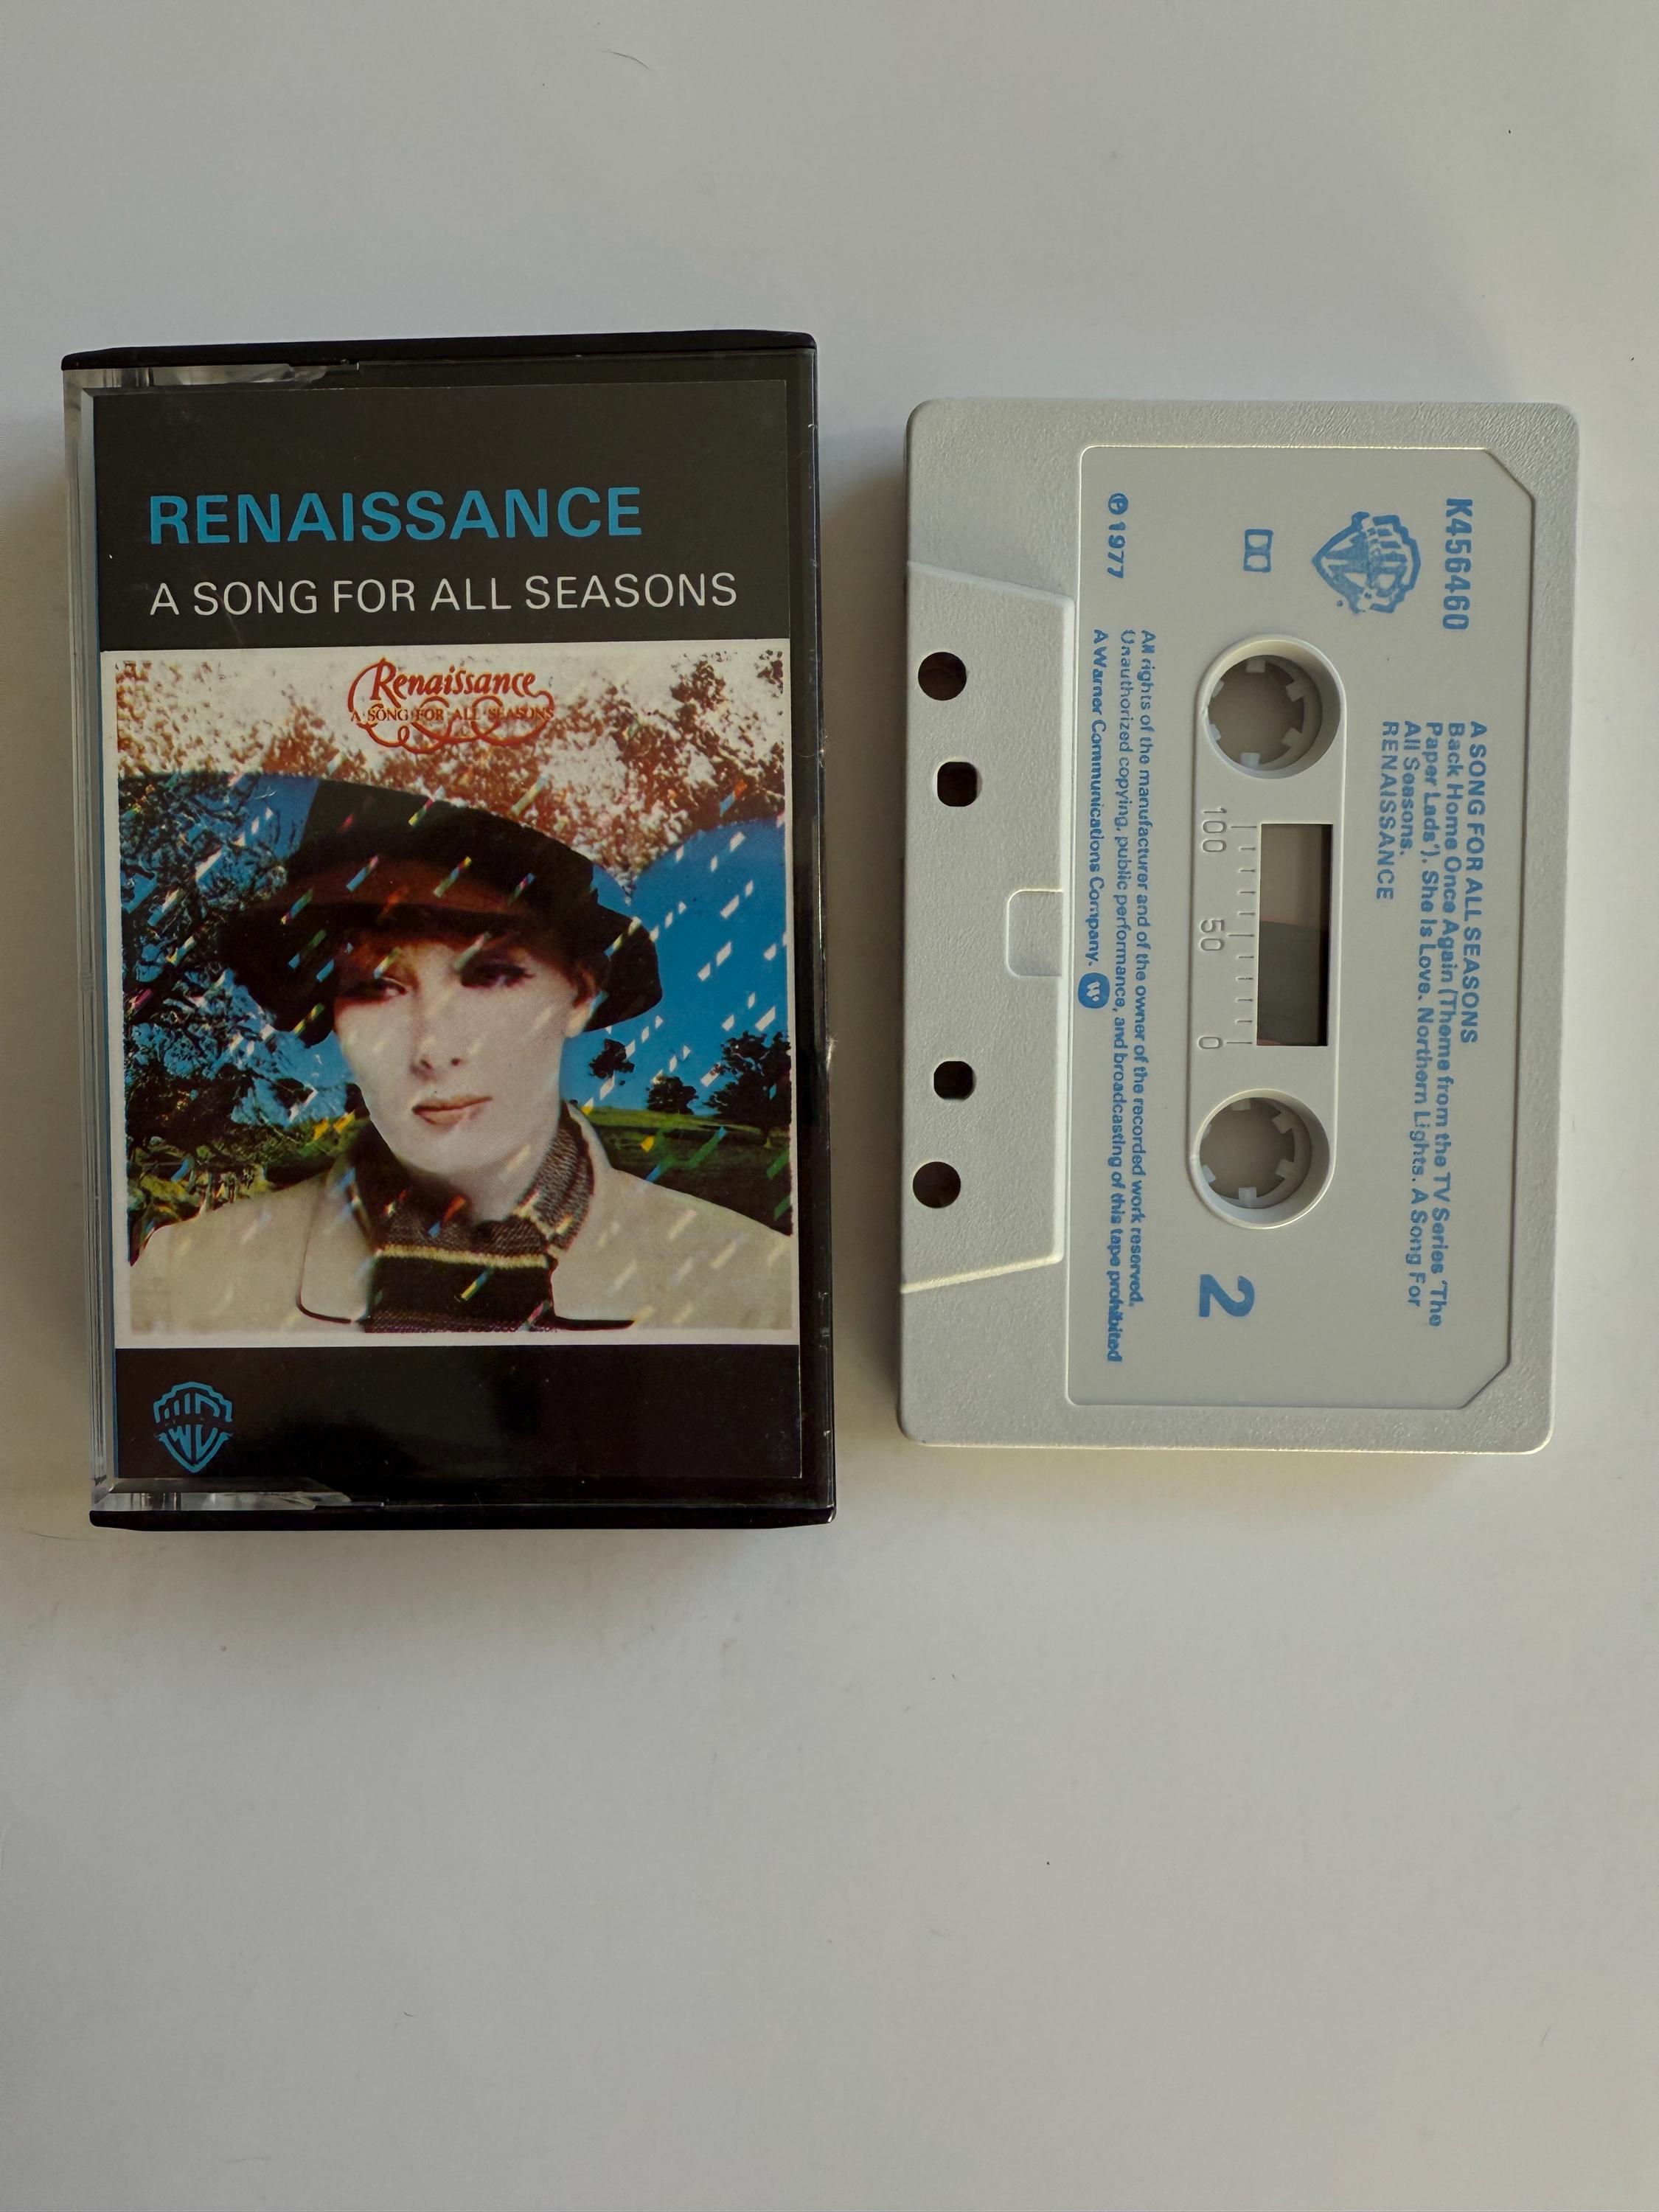 RENAISSANCE
A SONG FOR ALL SEASONS
Renaissance
A SONG FOR ALL SEASONS
K456460
A SONG FOR ALL SEASONS
Back Home Once Again (Theme from the TV Series 'The
Paper Lads'). She Is Love. Northern Lights. A Song For
All Seasons.
RENAISSANCE
2
100 50 0
℗ 1977
All rights of the manufacturer and of the owner of the recorded work reserved.
Unauthorized copying, public performance, and broadcasting of this tape prohibited
A Warner Communications Company.